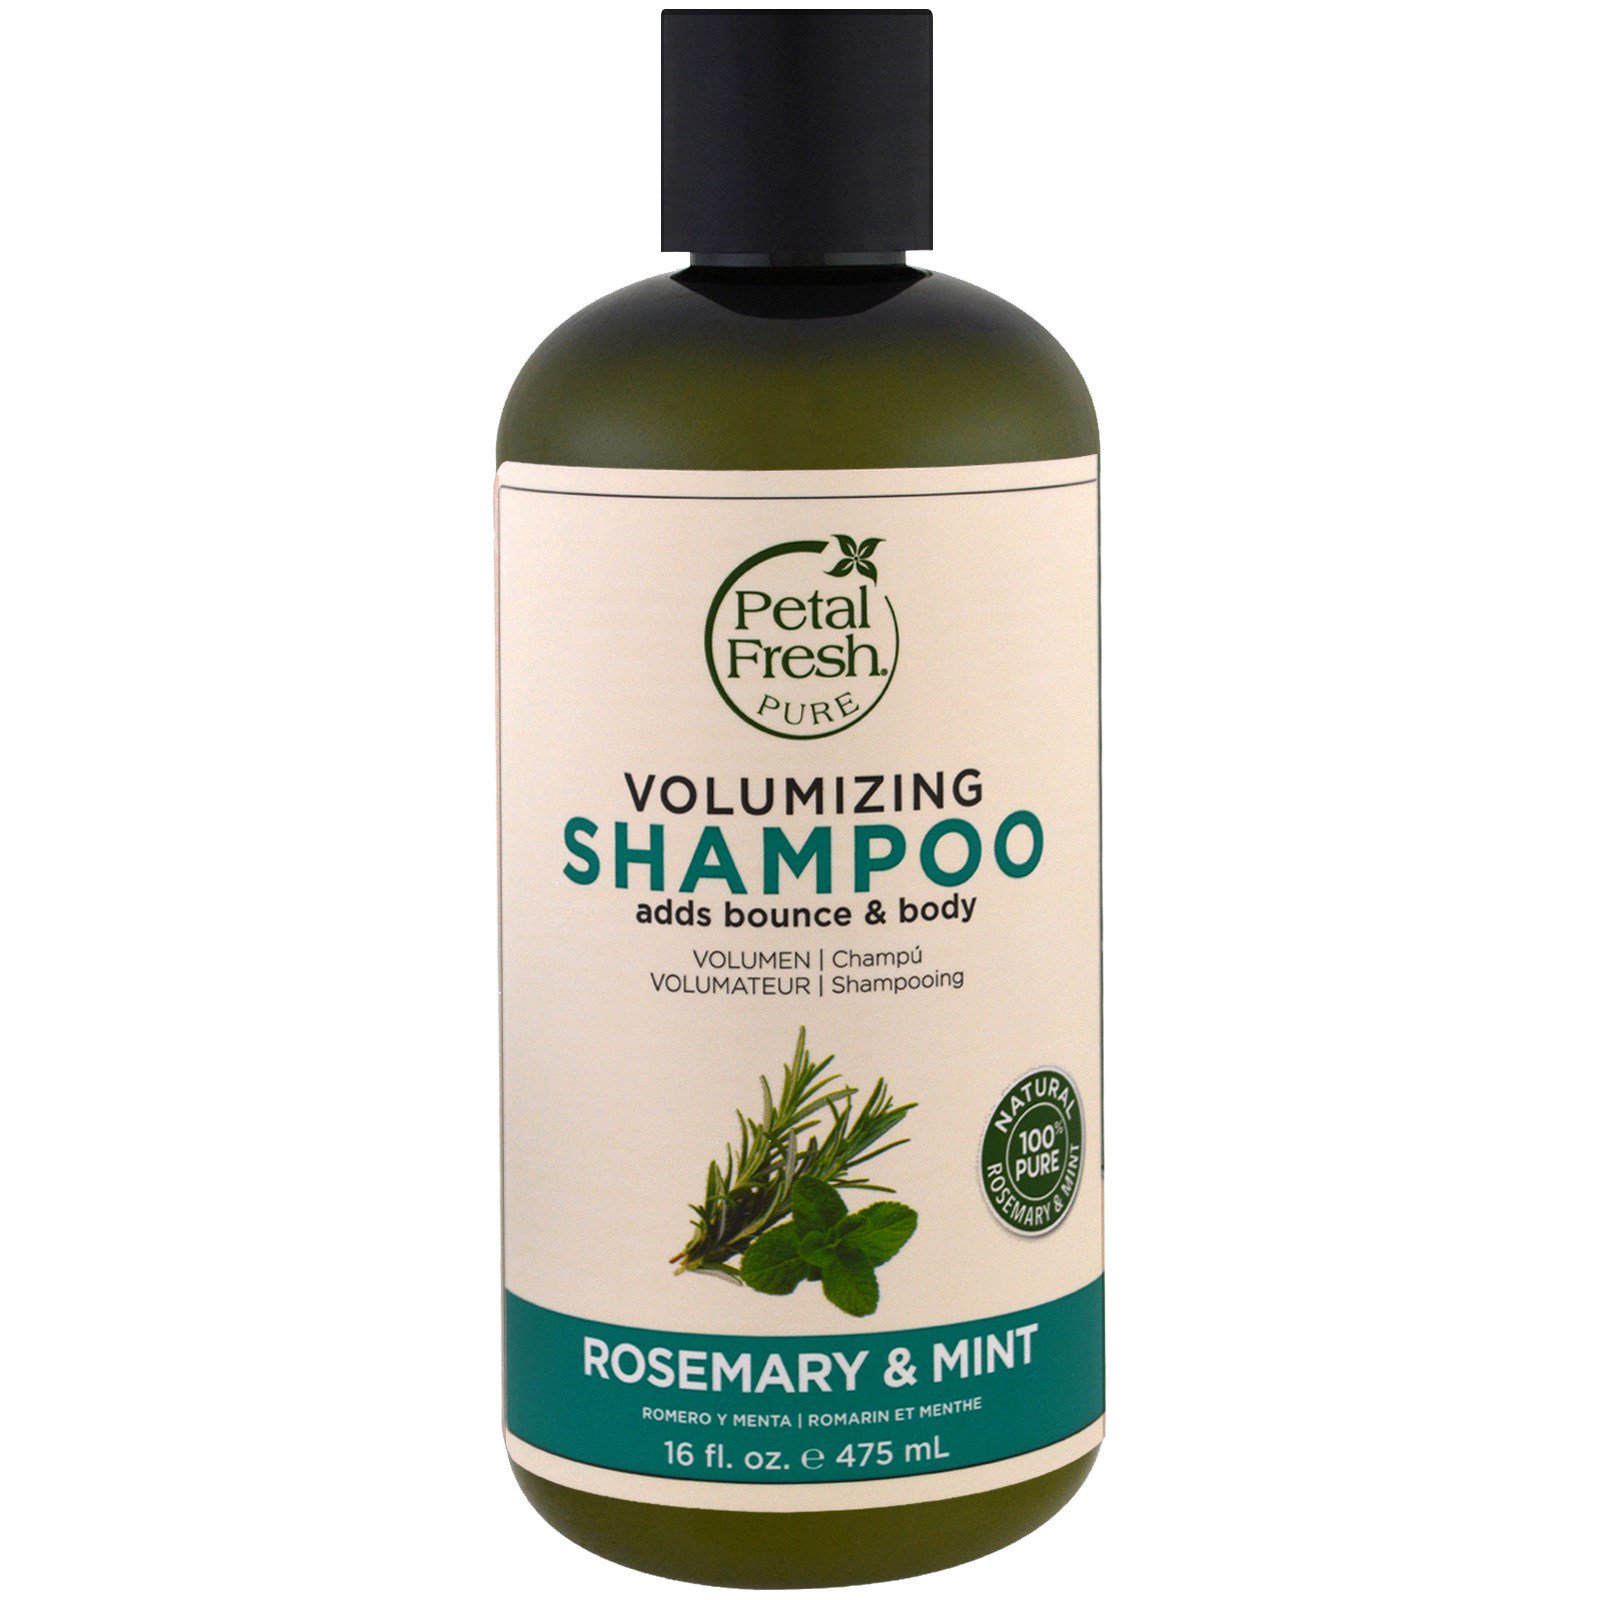 Petal
Fresh®
PURE
VOLUMIZING
SHAMPOO
adds bounce & body
VOLUMEN | Champú
VOLUMATEUR | Shampooing
NATURAL
100%
PURE
ROSEMARY & MINT
ROSEMARY & MINT
ROMERO Y MENTA | ROMARIN ET MENTHE
16 fl. oz. ℮ 475 mL